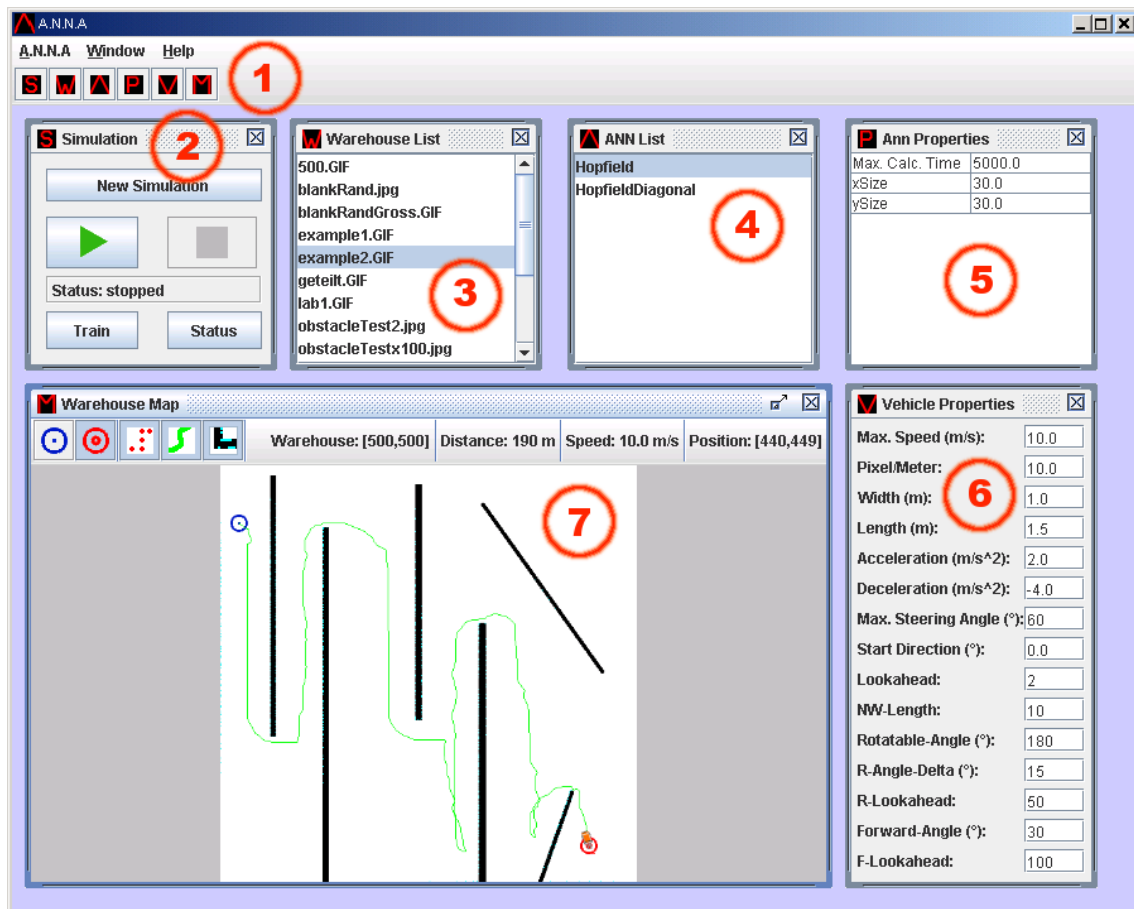 A.N.N.A
A.N.N.A Window Help
S W Λ P V M
1
S Simulation
2
New Simulation
Status: stopped
Train Status
W Warehouse List
500.GIF
blankRand.jpg
blankRandGross.GIF
example1.GIF
example2.GIF
geteilt.GIF
lab1.GIF
obstacleTest2.jpg
obstacleTestx100.jpg
3
ANN List
Hopfield
HopfieldDiagonal
4
P Ann Properties
Max. Calc. Time 5000.0
xSize 30.0
ySize 30.0
5
M Warehouse Map
Warehouse: [500,500] Distance: 190 m Speed: 10.0 m/s Position: [440,449]
7
V Vehicle Properties
Max. Speed (m/s): 10.0
Pixel/Meter: 10.0
Width (m): 1.0
6
Length (m): 1.5
Acceleration (m/s^2): 2.0
Deceleration (m/s^2): -4.0
Max. Steering Angle (°): 60
Start Direction (°): 0.0
Lookahead: 2
NW-Length: 10
Rotatable-Angle (°): 180
R-Angle-Delta (°): 15
R-Lookahead: 50
Forward-Angle (°): 30
F-Lookahead: 100